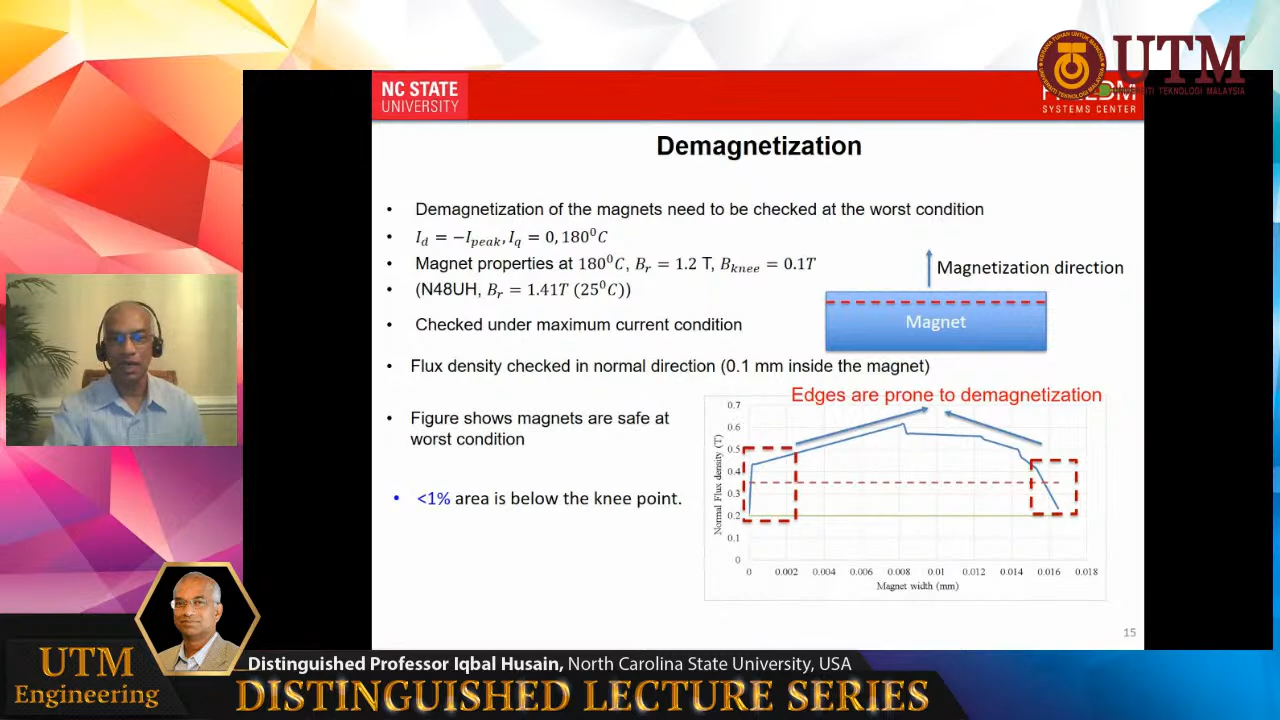 UTM
UNIVERSITI TEKNOLOGI MALAYSIA
NC STATE
UNIVERSITY
SYSTEMS CENTER
Demagnetization
• Demagnetization of the magnets need to be checked at the worst condition
• I_d = −I_peak, I_q = 0, 180⁰C
• Magnet properties at 180⁰C, B_r = 1.2 T, B_knee = 0.1T
• (N48UH, B_r = 1.41T (25⁰C))
• Checked under maximum current condition
• Flux density checked in normal direction (0.1 mm inside the magnet)
• Figure shows magnets are safe at
worst condition
• <1% area is below the knee point.
Magnetization direction
Magnet
Edges are prone to demagnetization
Normal Flux density (T)
0.7
0.6
0.5
0.4
0.3
0.2
0.1
0
0 0.002 0.004 0.006 0.008 0.01 0.012 0.014 0.016 0.018
Magnet width (mm)
15
UTM
Engineering
Distinguished Professor Iqbal Husain, North Carolina State University, USA
DISTINGUISHED LECTURE SERIES